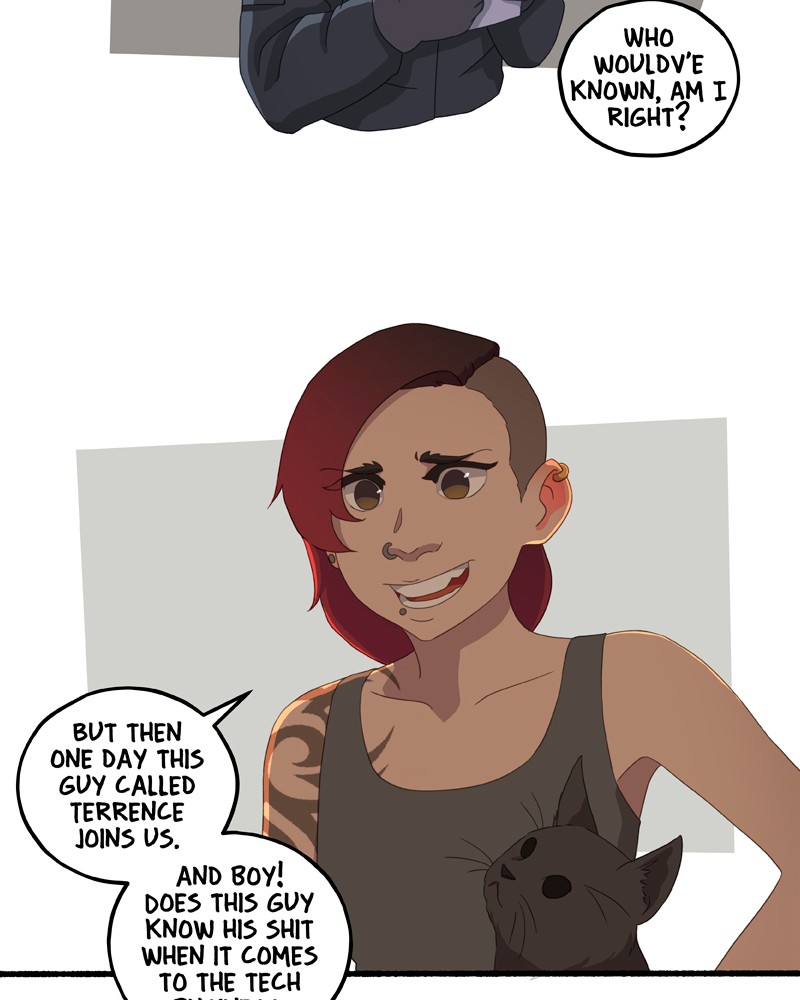 WHO
WOULDV'E
KNOWN, AM I
RIGHT?
BUT THEN
ONE DAY THIS
GUY CALLED
TERRENCE
JOINS US.
AND BOY!
DOES THIS GUY
KNOW HIS SHIT
WHEN IT COMES
TO THE TECH